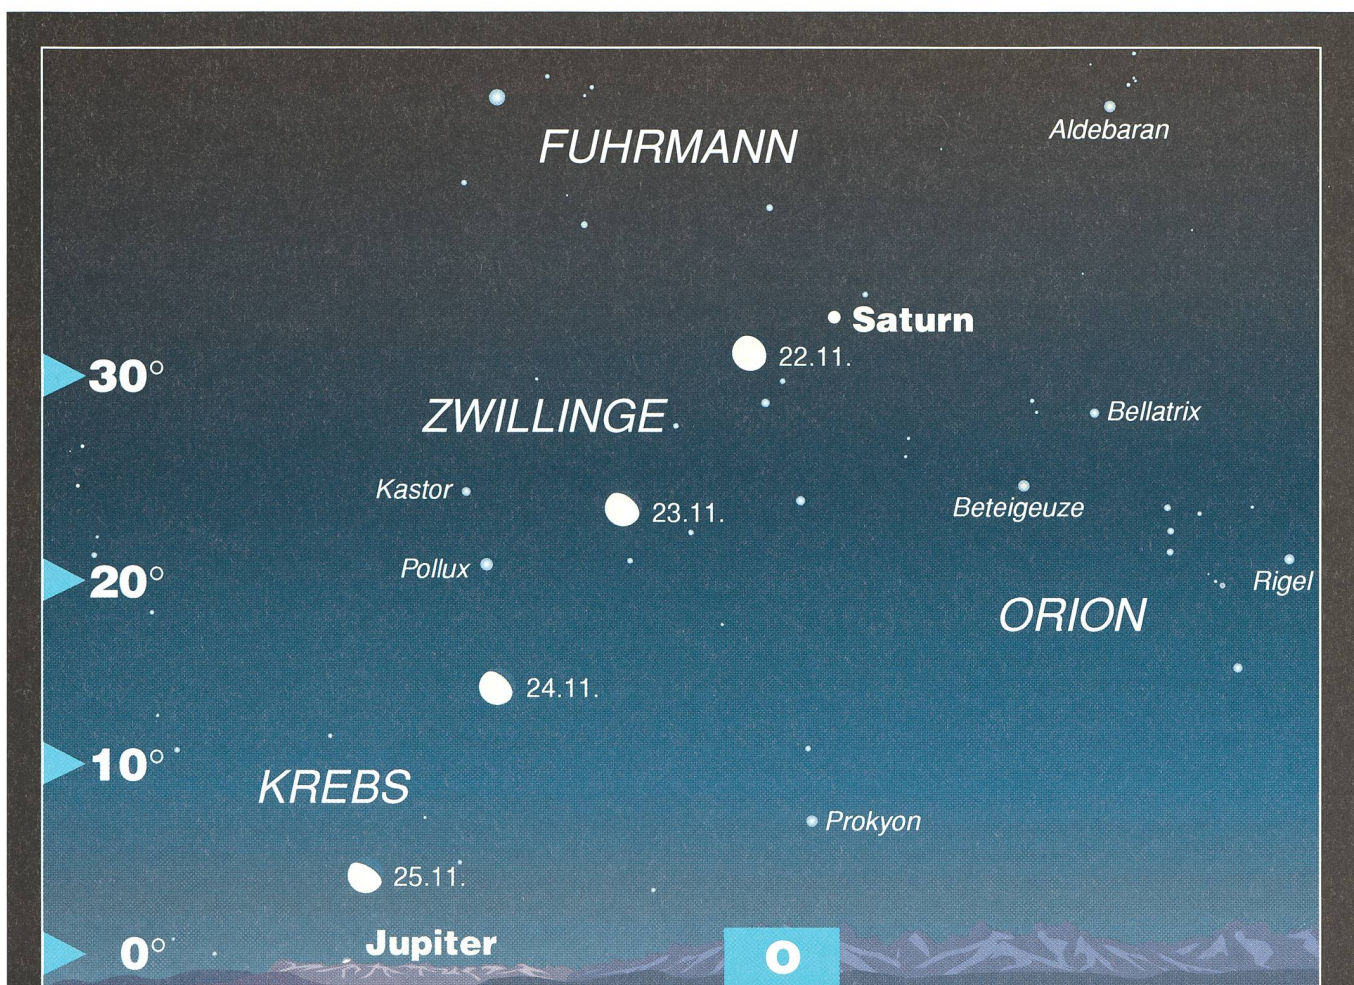 Aldebaran
FUHRMANN
Saturn
22.11.
30°
ZWILLINGE
Bellatrix
Kastor
23.11.
Beteigeuze
Pollux
20°
Rigel
ORION
24.11.
10°
KREBS
Prokyon
25.11.
Jupiter
0°
O